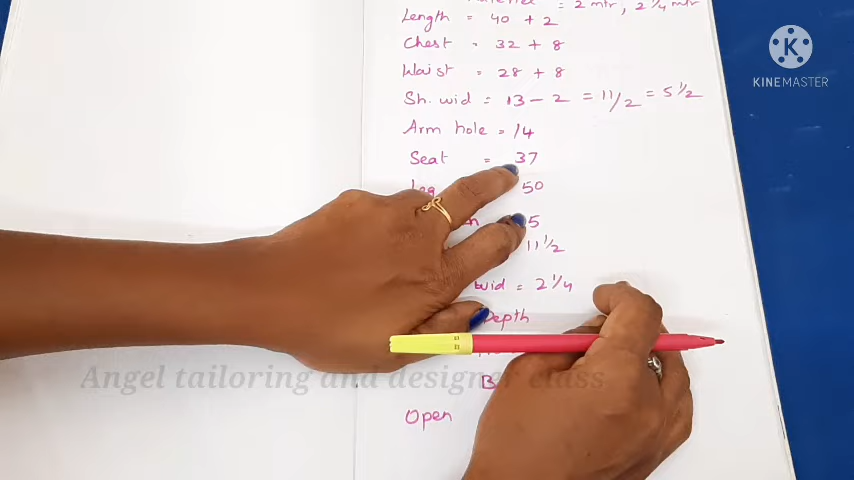 = 2 mtr, 2 1/4 mtr
Length = 40 + 2
Chest = 32 + 8
Waist = 28 + 8
Sh. wid = 13 - 2 = 11/2 = 5 1/2
Arm hole = 14
Seat = 37
Leg 50
5
11 1/2
wid = 2 1/4
Depth
B
Open
KINEMASTER
Angel tailoring and designer class